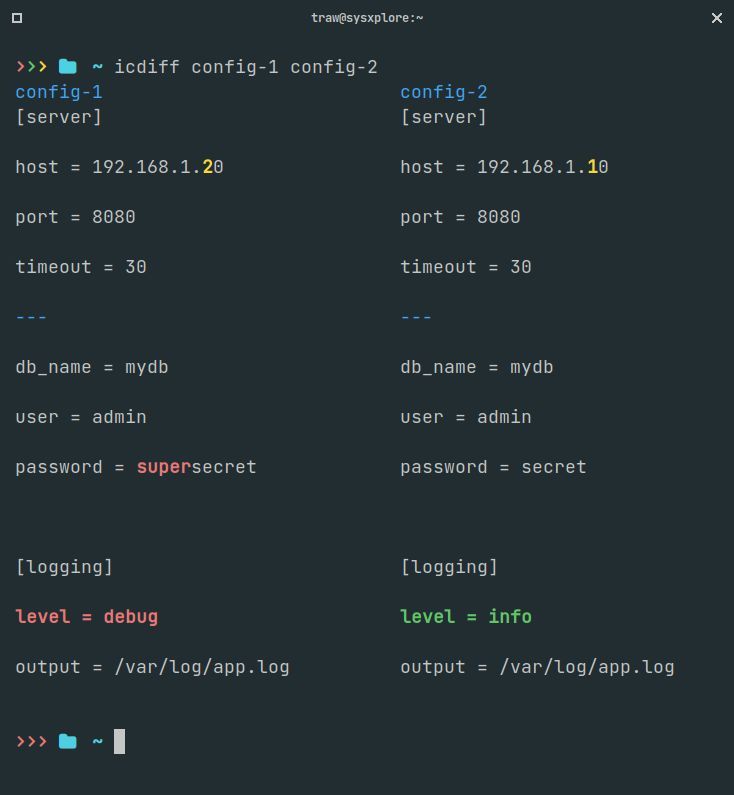 traw@sysxplore:~
>>> ~ icdiff config-1 config-2
config-1 config-2
[server] [server]
host = 192.168.1.20 host = 192.168.1.10
port = 8080 port = 8080
timeout = 30 timeout = 30
--- ---
db_name = mydb db_name = mydb
user = admin user = admin
password = supersecret password = secret
[logging] [logging]
level = debug level = info
output = /var/log/app.log output = /var/log/app.log
>>> ~